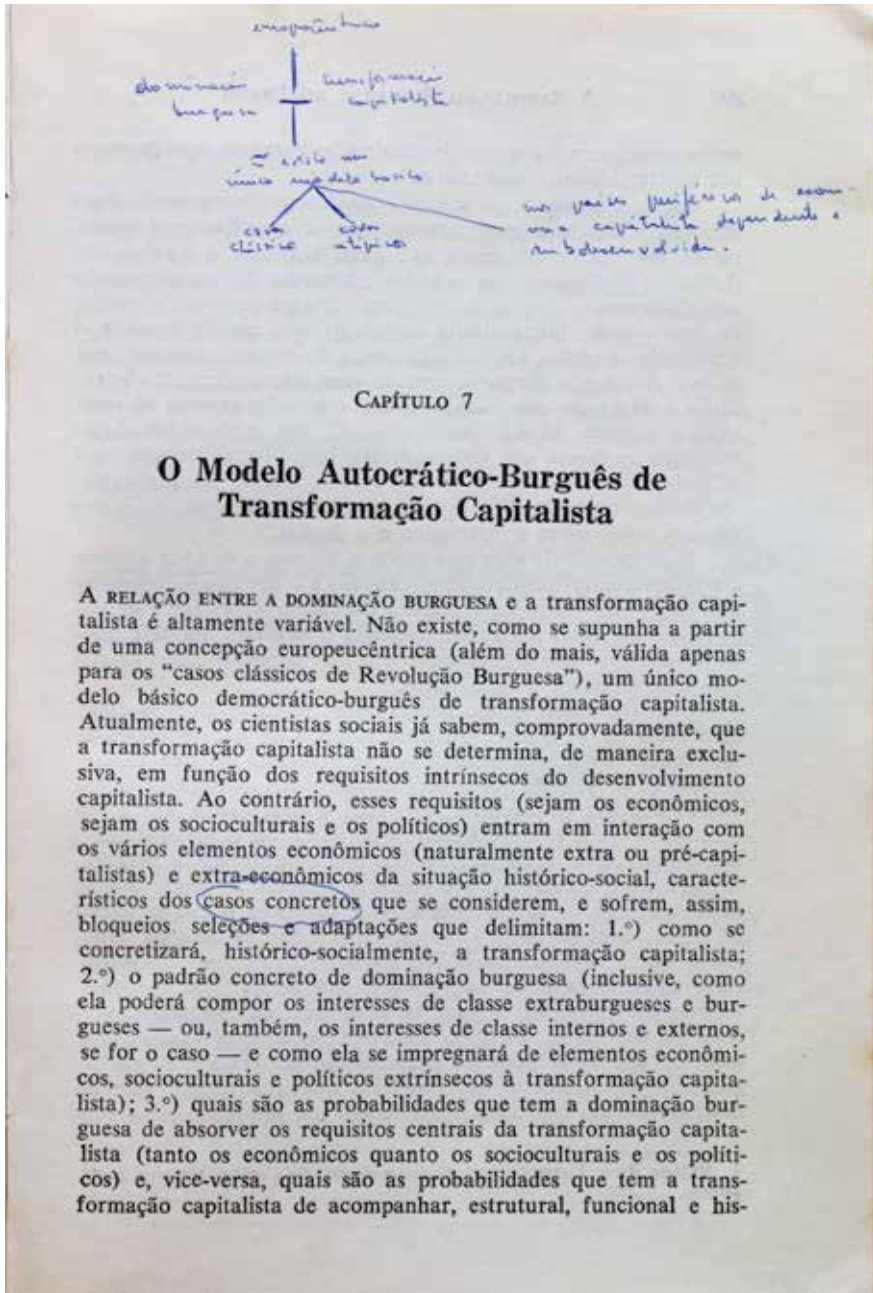 europocêntrico
dominação transformação
burguesa capitalista
existe um
único modelo básico
casos casos
clássico atípicos
nos países periféricos de econo-
mia capitalista dependente e
subdesenvolvida.
CAPÍTULO 7
O Modelo Autocrático-Burguês de
Transformação Capitalista
A RELAÇÃO ENTRE A DOMINAÇÃO BURGUESA e a transformação capi-
talista é altamente variável. Não existe, como se supunha a partir
de uma concepção europeucêntrica (além do mais, válida apenas
para os "casos clássicos de Revolução Burguesa"), um único mo-
delo básico democrático-burguês de transformação capitalista.
Atualmente, os cientistas sociais já sabem, comprovadamente, que
a transformação capitalista não se determina, de maneira exclu-
siva, em função dos requisitos intrínsecos do desenvolvimento
capitalista. Ao contrário, esses requisitos (sejam os econômicos,
sejam os socioculturais e os políticos) entram em interação com
os vários elementos econômicos (naturalmente extra ou pré-capi-
talistas) e extra-econômicos da situação histórico-social, caracte-
rísticos dos casos concretos que se considerem, e sofrem, assim,
bloqueios seleções e adaptações que delimitam: 1.º) como se
concretizará, histórico-socialmente, a transformação capitalista;
2.º) o padrão concreto de dominação burguesa (inclusive, como
ela poderá compor os interesses de classe extraburgueses e bur-
gueses — ou, também, os interesses de classe internos e externos,
se for o caso — e como ela se impregnará de elementos econômi-
cos, socioculturais e políticos extrínsecos à transformação capita-
lista); 3.º) quais são as probabilidades que tem a dominação bur-
guesa de absorver os requisitos centrais da transformação capita-
lista (tanto os econômicos quanto os socioculturais e os políti-
cos) e, vice-versa, quais são as probabilidades que tem a trans-
formação capitalista de acompanhar, estrutural, funcional e his-